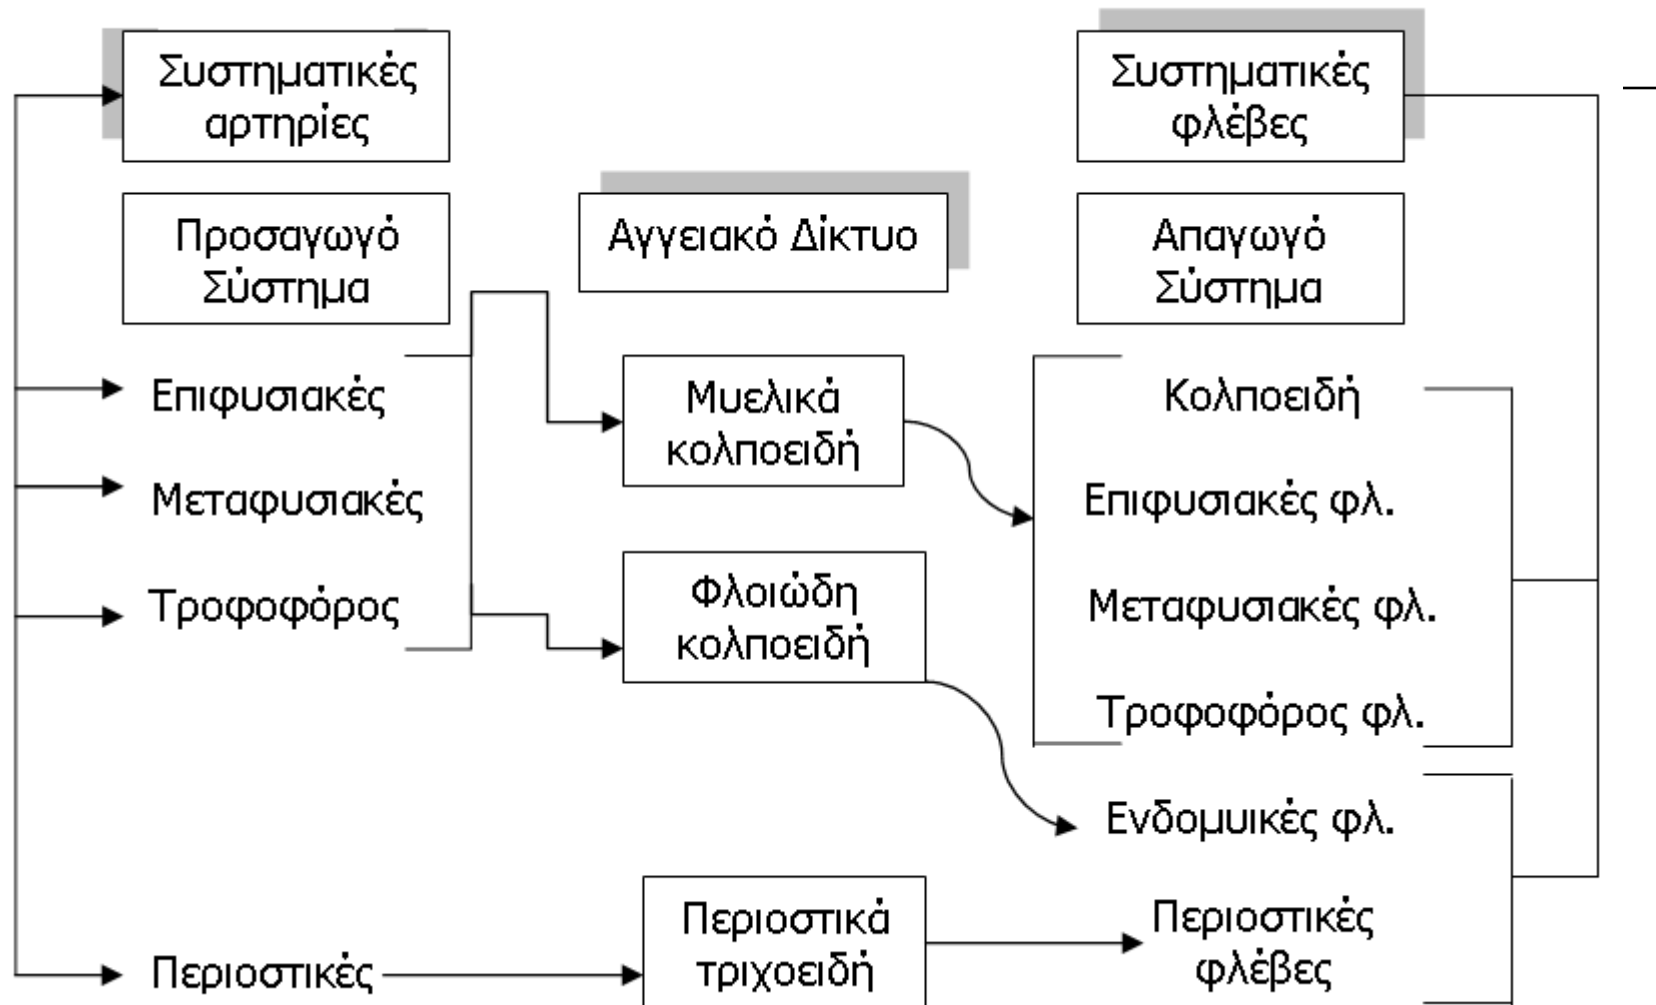 Συστηματικές
αρτηρίες
Συστηματικές
φλέβες
Προσαγωγό
Σύστημα
Αγγειακό Δίκτυο
Απαγωγό
Σύστημα
Επιφυσιακές
Μυελικά
κολποειδή
Κολποειδή
Μεταφυσιακές
Επιφυσιακές φλ.
Τροφοφόρος
Φλοιώδη
κολποειδή
Μεταφυσιακές φλ.
Τροφοφόρος φλ.
Ενδομυικές φλ.
Περιοστικές
Περιοστικά
τριχοειδή
Περιοστικές
φλέβες